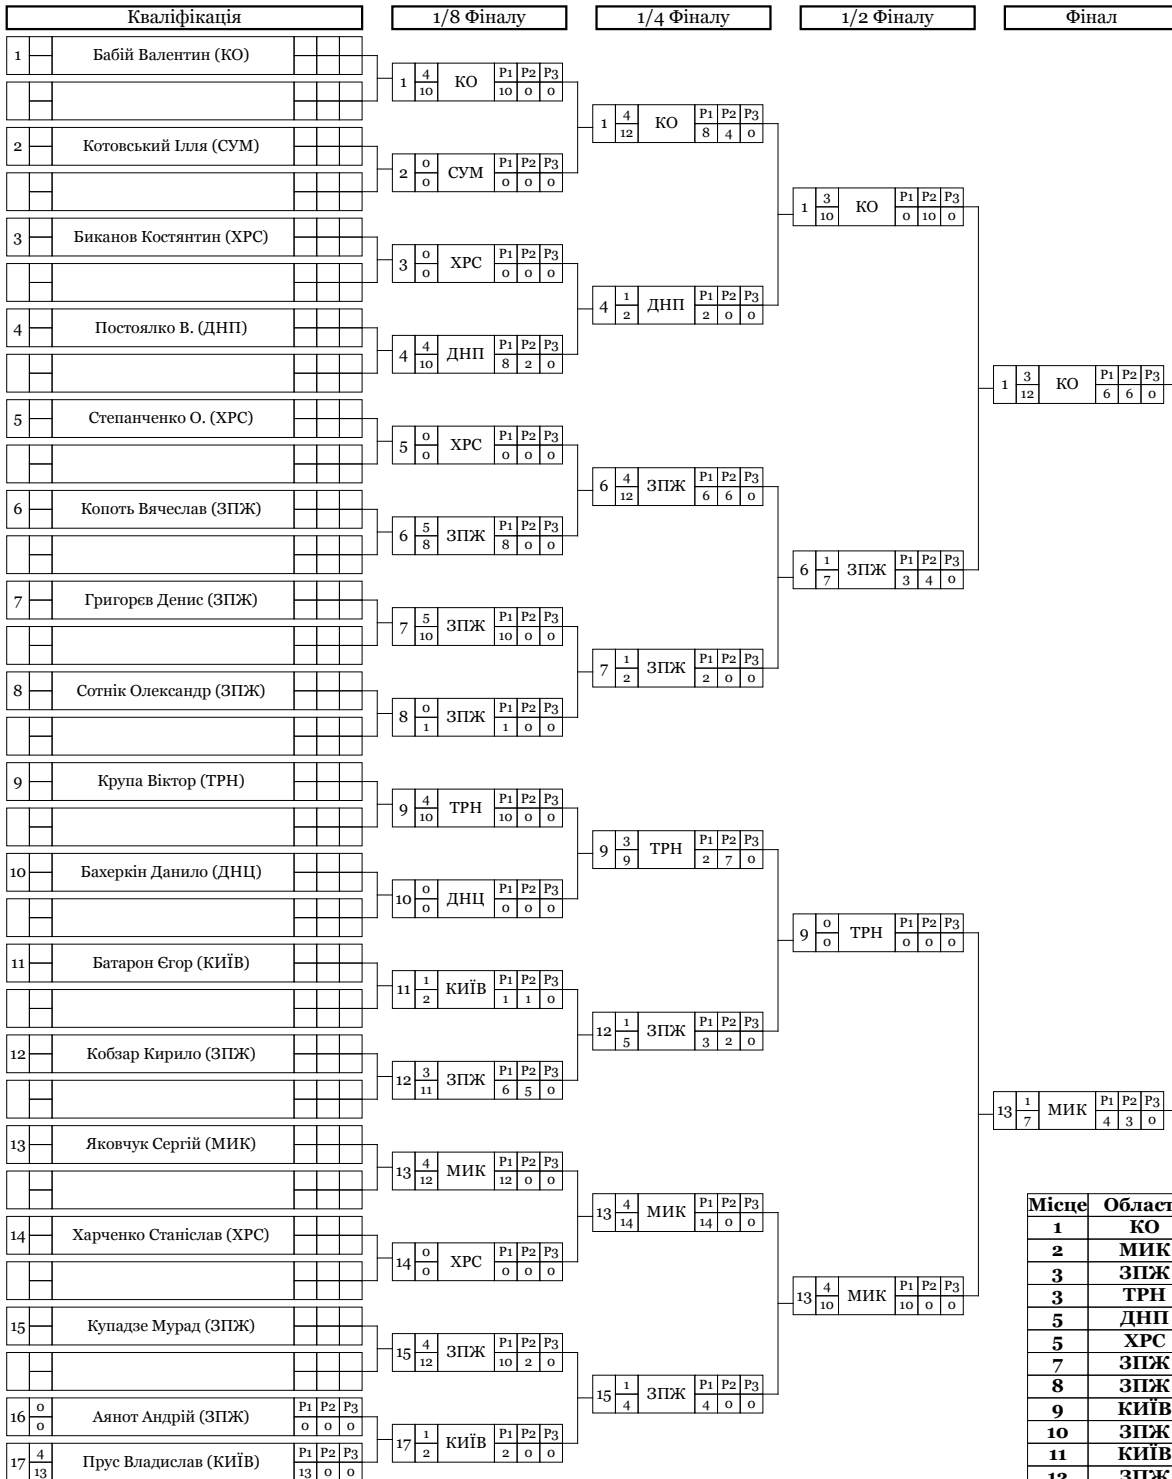 Кваліфікація
1/8 Фіналу
1/4 Фіналу
1/2 Фіналу
Фінал
1 Бабій Валентин (КО)
2 Котовський Ілля (СУМ)
3 Биканов Костянтин (ХРС)
4 Постоялко В. (ДНП)
5 Степанченко О. (ХРС)
6 Копоть Вячеслав (ЗПЖ)
7 Григорєв Денис (ЗПЖ)
8 Сотнік Олександр (ЗПЖ)
9 Крупа Віктор (ТРН)
10 Бахеркін Данило (ДНЦ)
11 Батарон Єгор (КИЇВ)
12 Кобзар Кирило (ЗПЖ)
13 Яковчук Сергій (МИК)
14 Харченко Станіслав (ХРС)
15 Купадзе Мурад (ЗПЖ)
16 0 Аянот Андрій (ЗПЖ) P1 P2 P3
0 0 0 0
17 4 Прус Владислав (КИЇВ) P1 P2 P3
13 13 0 0
1 4 КО P1 P2 P3
10 10 0 0
2 0 СУМ P1 P2 P3
0 0 0 0
3 0 ХРС P1 P2 P3
0 0 0 0
4 4 ДНП P1 P2 P3
10 8 2 0
5 0 ХРС P1 P2 P3
0 0 0 0
6 5 ЗПЖ P1 P2 P3
8 8 0 0
7 5 ЗПЖ P1 P2 P3
10 10 0 0
8 0 ЗПЖ P1 P2 P3
1 1 0 0
9 4 ТРН P1 P2 P3
10 10 0 0
10 0 ДНЦ P1 P2 P3
0 0 0 0
11 1 КИЇВ P1 P2 P3
2 1 1 0
12 3 ЗПЖ P1 P2 P3
11 6 5 0
13 4 МИК P1 P2 P3
12 12 0 0
14 0 ХРС P1 P2 P3
0 0 0 0
15 4 ЗПЖ P1 P2 P3
12 10 2 0
17 1 КИЇВ P1 P2 P3
2 2 0 0
1 4 КО P1 P2 P3
12 8 4 0
4 1 ДНП P1 P2 P3
2 2 0 0
6 4 ЗПЖ P1 P2 P3
12 6 6 0
7 1 ЗПЖ P1 P2 P3
2 2 0 0
9 3 ТРН P1 P2 P3
9 2 7 0
12 1 ЗПЖ P1 P2 P3
5 3 2 0
13 4 МИК P1 P2 P3
14 14 0 0
15 1 ЗПЖ P1 P2 P3
4 4 0 0
1 3 КО P1 P2 P3
10 0 10 0
6 1 ЗПЖ P1 P2 P3
7 3 4 0
9 0 ТРН P1 P2 P3
0 0 0 0
13 4 МИК P1 P2 P3
10 10 0 0
1 3 КО P1 P2 P3
12 6 6 0
13 1 МИК P1 P2 P3
7 4 3 0
Місце Област
1 КО
2 МИК
3 ЗПЖ
3 ТРН
5 ДНП
5 ХРС
7 ЗПЖ
8 ЗПЖ
9 КИЇВ
10 ЗПЖ
11 КИЇВ
12 ЗПЖ